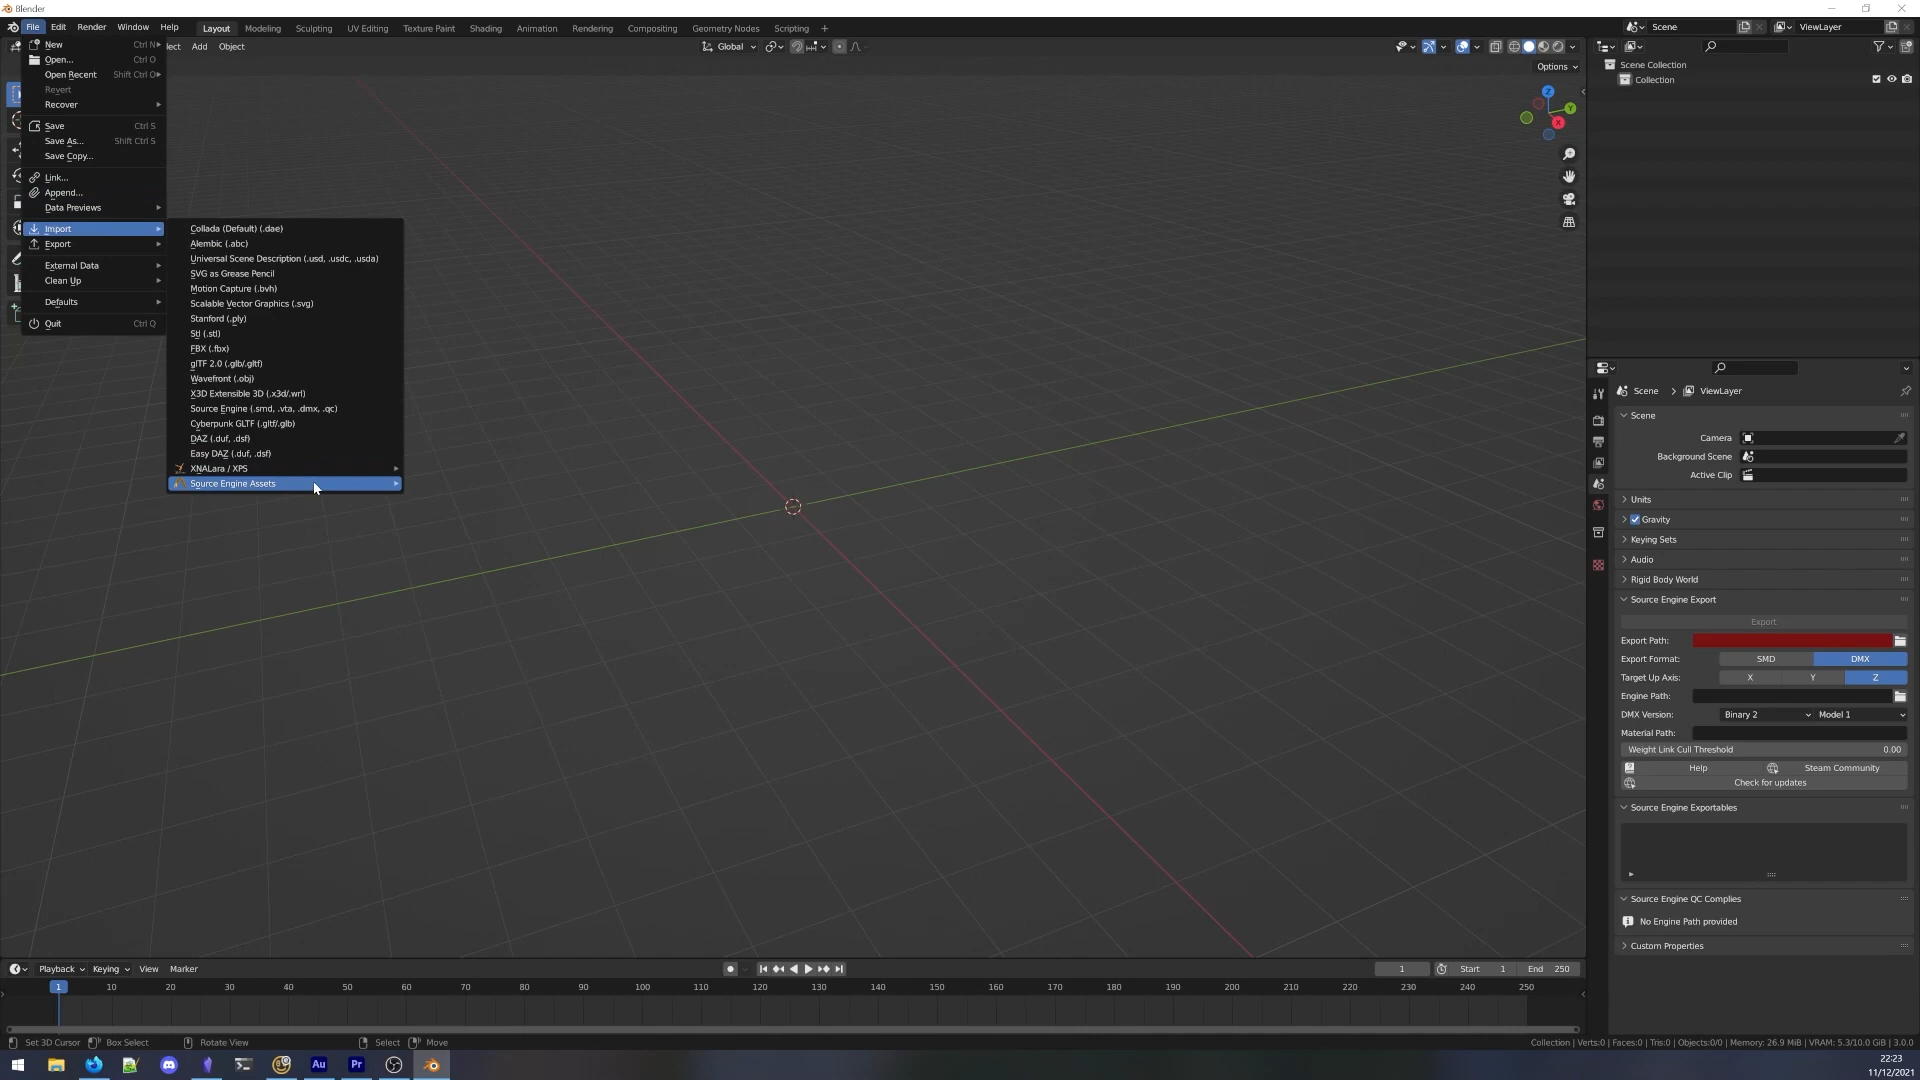 Blender
File Edit Render Window Help Layout Modeling Sculpting UV Editing Texture Paint Shading Animation Rendering Compositing Geometry Nodes Scripting + Scene ViewLayer
lect Add Object Global
Options
New Ctrl N
Open... Ctrl O
Open Recent Shift Ctrl O
Revert
Recover
Save Ctrl S
Save As... Shift Ctrl S
Save Copy...
Link...
Append...
Data Previews
Import
Export
External Data
Clean Up
Defaults
Quit Ctrl Q
Collada (Default) (.dae)
Alembic (.abc)
Universal Scene Description (.usd, .usdc, .usda)
SVG as Grease Pencil
Motion Capture (.bvh)
Scalable Vector Graphics (.svg)
Stanford (.ply)
Stl (.stl)
FBX (.fbx)
glTF 2.0 (.glb/.gltf)
Wavefront (.obj)
X3D Extensible 3D (.x3d/.wrl)
Source Engine (.smd, .vta, .dmx, .qc)
Cyberpunk GLTF (.gltf/.glb)
DAZ (.duf, .dsf)
Easy DAZ (.duf, .dsf)
XNALara / XPS
Source Engine Assets
Z
Y
X
Scene Collection
Collection
Scene > ViewLayer
Scene
Camera
Background Scene
Active Clip
Units
Gravity
Keying Sets
Audio
Rigid Body World
Source Engine Export
Export
Export Path:
Export Format: SMD DMX
Target Up Axis: X Y Z
Engine Path:
DMX Version: Binary 2 Model 1
Material Path:
Weight Link Cull Threshold 0.00
Help Steam Community
Check for updates
Source Engine Exportables
Source Engine QC Complies
No Engine Path provided
Custom Properties
Playback Keying View Marker 1 Start 1 End 250
1 10 20 30 40 50 60 70 80 90 100 110 120 130 140 150 160 170 180 190 200 210 220 230 240 250
Set 3D Cursor Box Select Rotate View Select Move Collection | Verts:0 | Faces:0 | Tris:0 | Objects:0/0 | Memory: 26.9 MiB | VRAM: 5.3/10.0 GiB | 3.0.0
Au Pr
22:23
11/12/2021